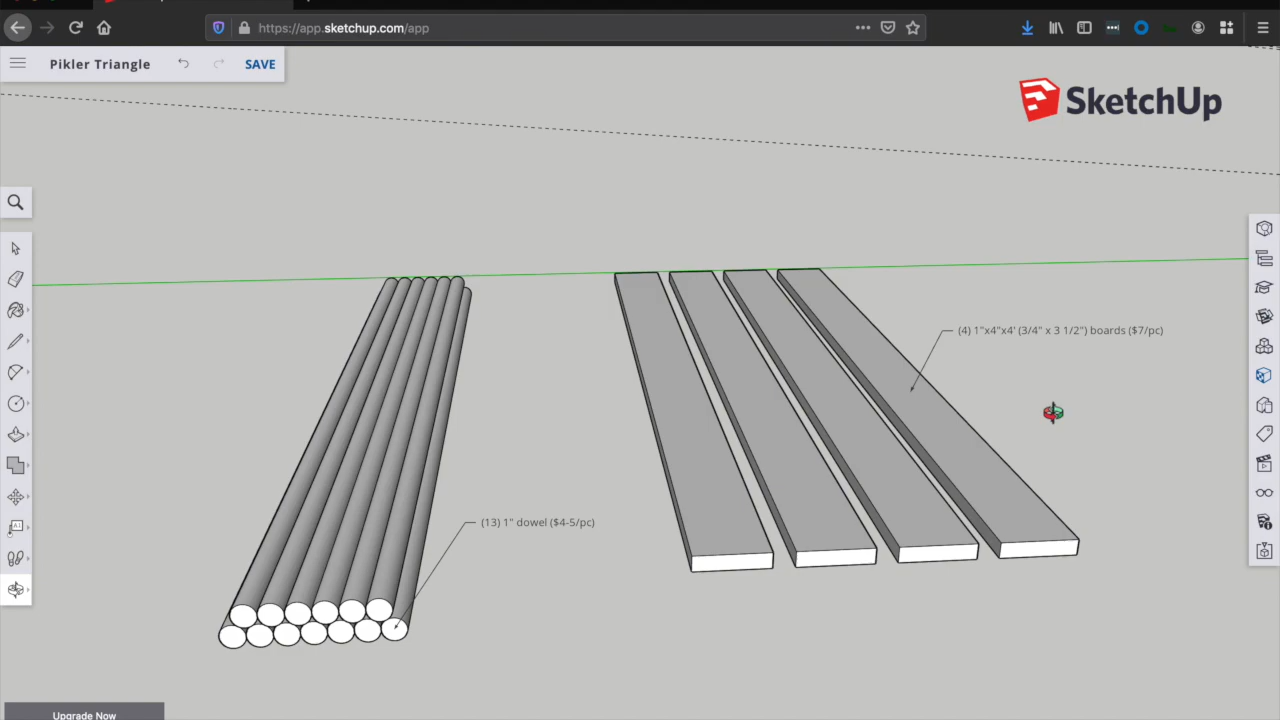 https://app.sketchup.com/app
Pikler Triangle
SAVE
SketchUp
(4) 1"x4"x4' (3/4" x 3 1/2") boards ($7/pc)
(13) 1" dowel ($4-5/pc)
Upgrade Now